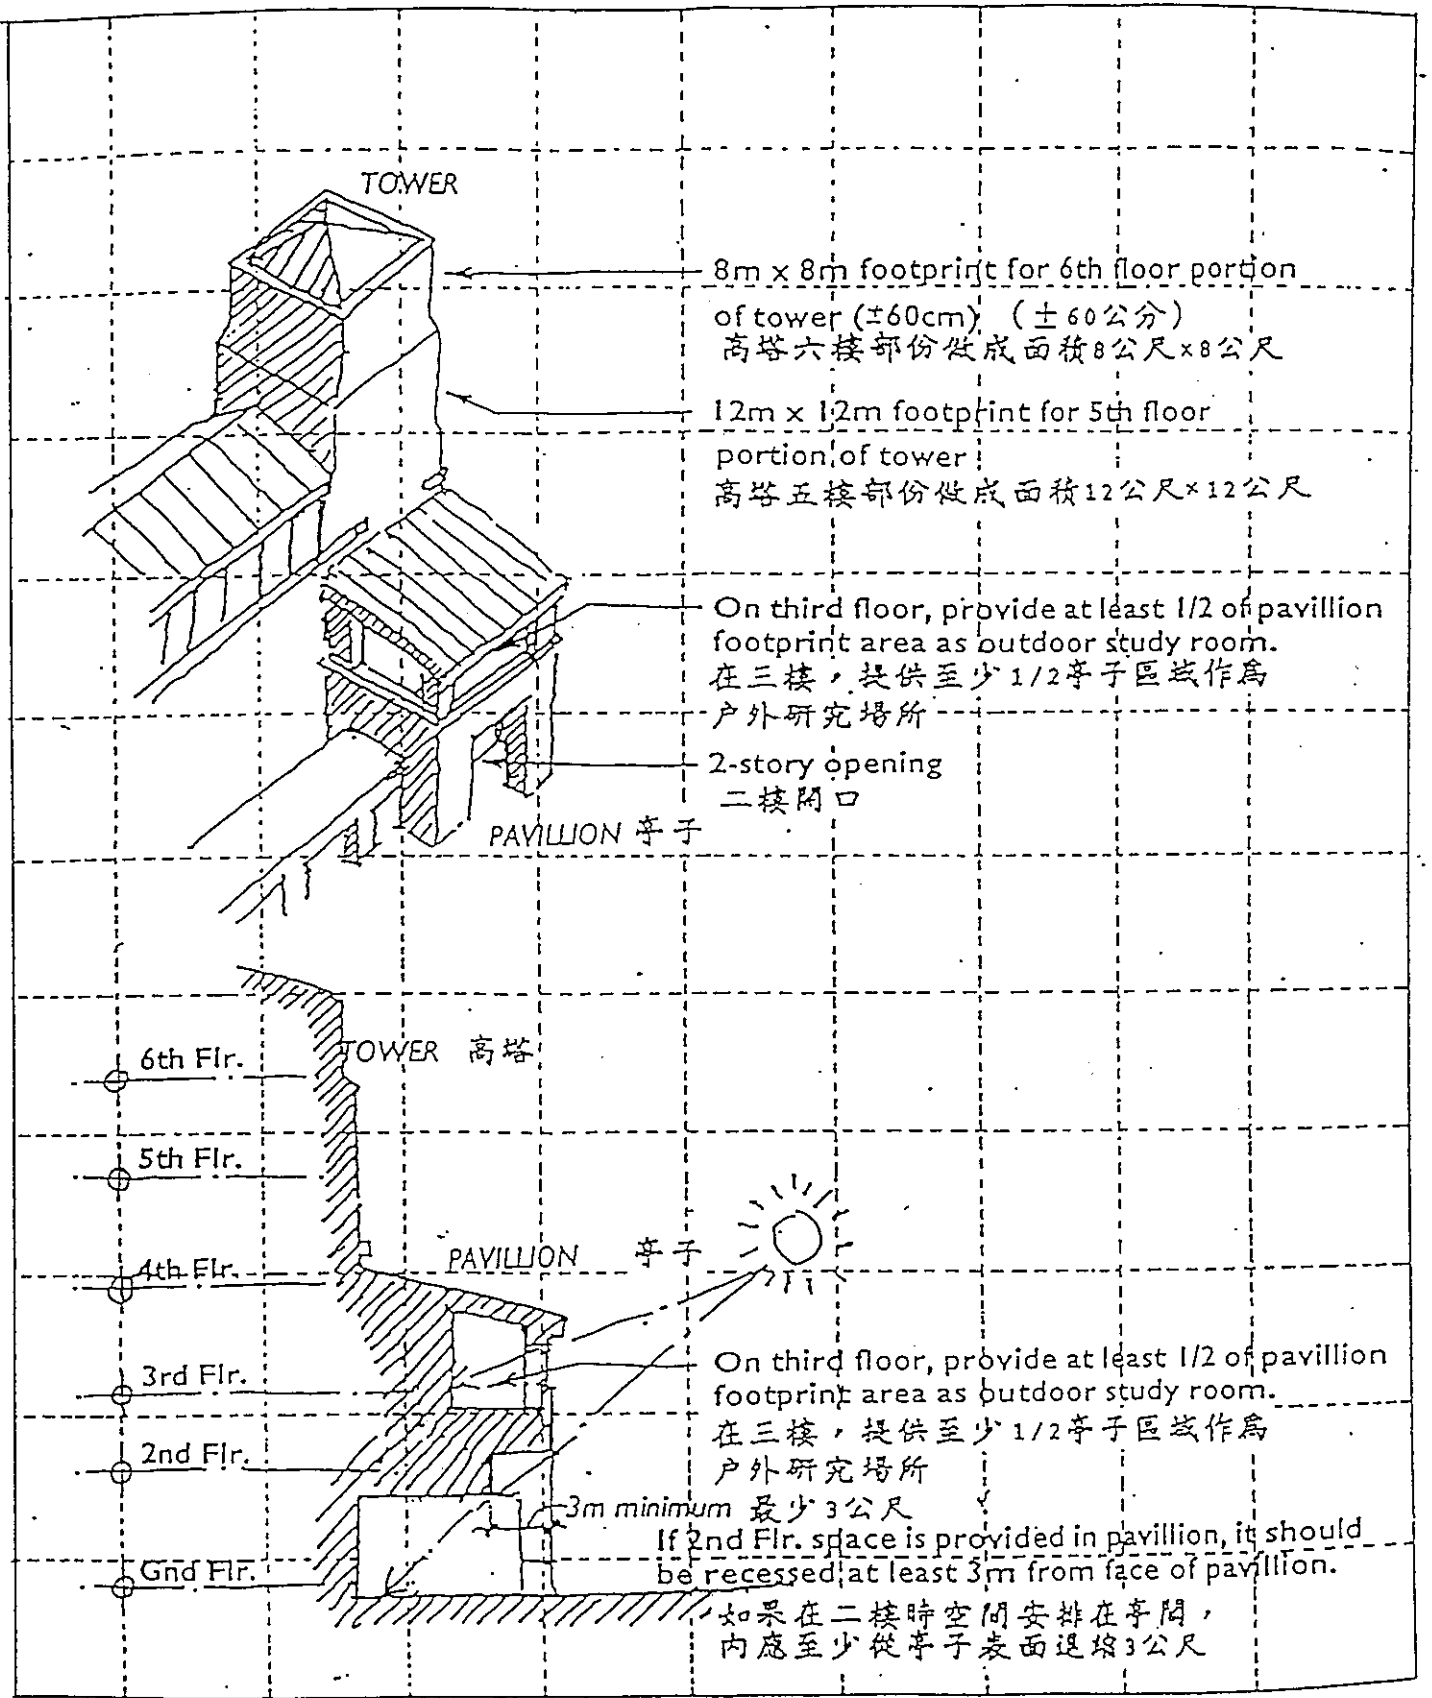 TOWER
8m x 8m footprint for 6th floor portion
of tower (±60cm) (±60公分)
高塔六樓部份做成面積8公尺×8公尺
12m x 12m footprint for 5th floor
portion of tower
高塔五樓部份做成面積12公尺×12公尺
On third floor, provide at least 1/2 of pavillion
footprint area as outdoor study room.
在三樓，提供至少1/2亭子區域作為
户外研究場所
2-story opening
二樓開口
PAVILLION 亭子
TOWER 高塔
6th Flr.
5th Flr.
PAVILLION 亭子
4th Flr.
On third floor, provide at least 1/2 of pavillion
3rd Flr.
footprint area as outdoor study room.
在三樓，提供至少1/2亭子區域作為
2nd Flr.
户外研究場所
3m minimum 最少3公尺
If 2nd Flr. space is provided in pavillion, it should
Gnd Flr.
be recessed at least 3m from face of pavillion.
如果在二樓時空間安排在亭間，
內應至少從亭子表面退縮3公尺